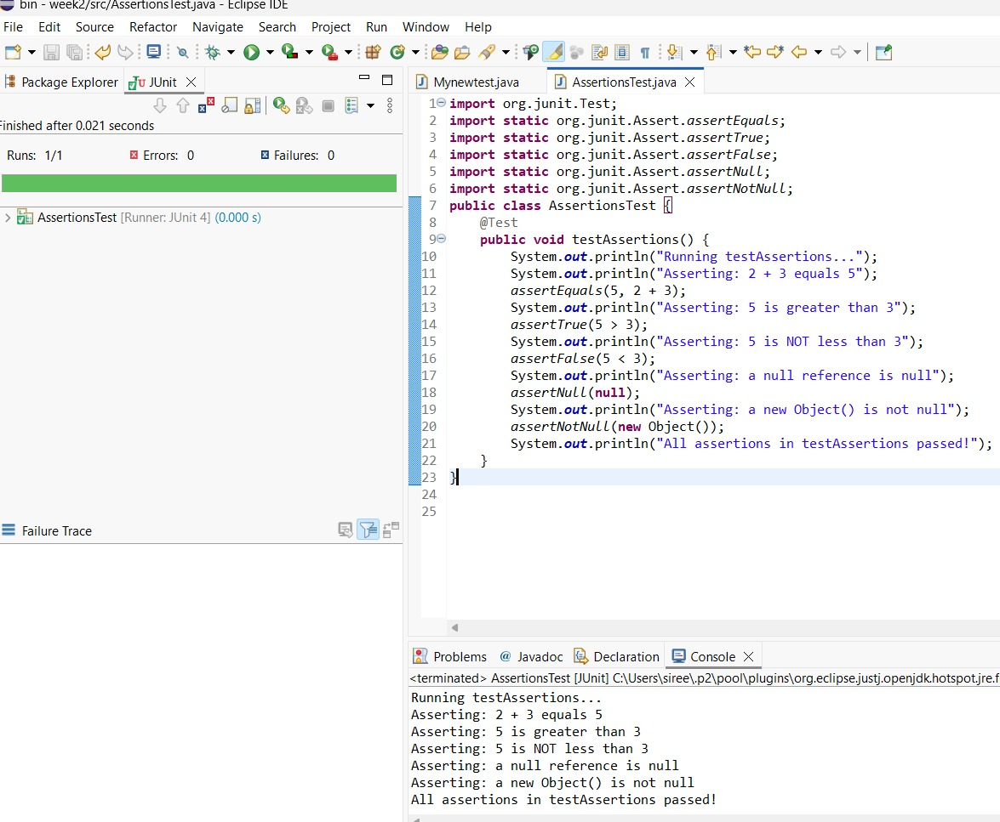 bin - week2/src/AssertionsTest.java - Eclipse IDE
File Edit Source Refactor Navigate Search Project Run Window Help
Package Explorer JUnit
Finished after 0.021 seconds
Runs: 1/1 Errors: 0 Failures: 0
AssertionsTest [Runner: JUnit 4] (0.000 s)
Failure Trace
Mynewtest.java AssertionsTest.java
1 import org.junit.Test;
2 import static org.junit.Assert.assertEquals;
3 import static org.junit.Assert.assertTrue;
4 import static org.junit.Assert.assertFalse;
5 import static org.junit.Assert.assertNull;
6 import static org.junit.Assert.assertNotNull;
7 public class AssertionsTest {
8     @Test
9     public void testAssertions() {
10         System.out.println("Running testAssertions...");
11         System.out.println("Asserting: 2 + 3 equals 5");
12         assertEquals(5, 2 + 3);
13         System.out.println("Asserting: 5 is greater than 3");
14         assertTrue(5 > 3);
15         System.out.println("Asserting: 5 is NOT less than 3");
16         assertFalse(5 < 3);
17         System.out.println("Asserting: a null reference is null");
18         assertNull(null);
19         System.out.println("Asserting: a new Object() is not null");
20         assertNotNull(new Object());
21         System.out.println("All assertions in testAssertions passed!");
22     }
23 }
24
25
Problems @ Javadoc Declaration Console
<terminated> AssertionsTest [JUnit] C:\Users\siree\.p2\pool\plugins\org.eclipse.justj.openjdk.hotspot.jre.f
Running testAssertions...
Asserting: 2 + 3 equals 5
Asserting: 5 is greater than 3
Asserting: 5 is NOT less than 3
Asserting: a null reference is null
Asserting: a new Object() is not null
All assertions in testAssertions passed!